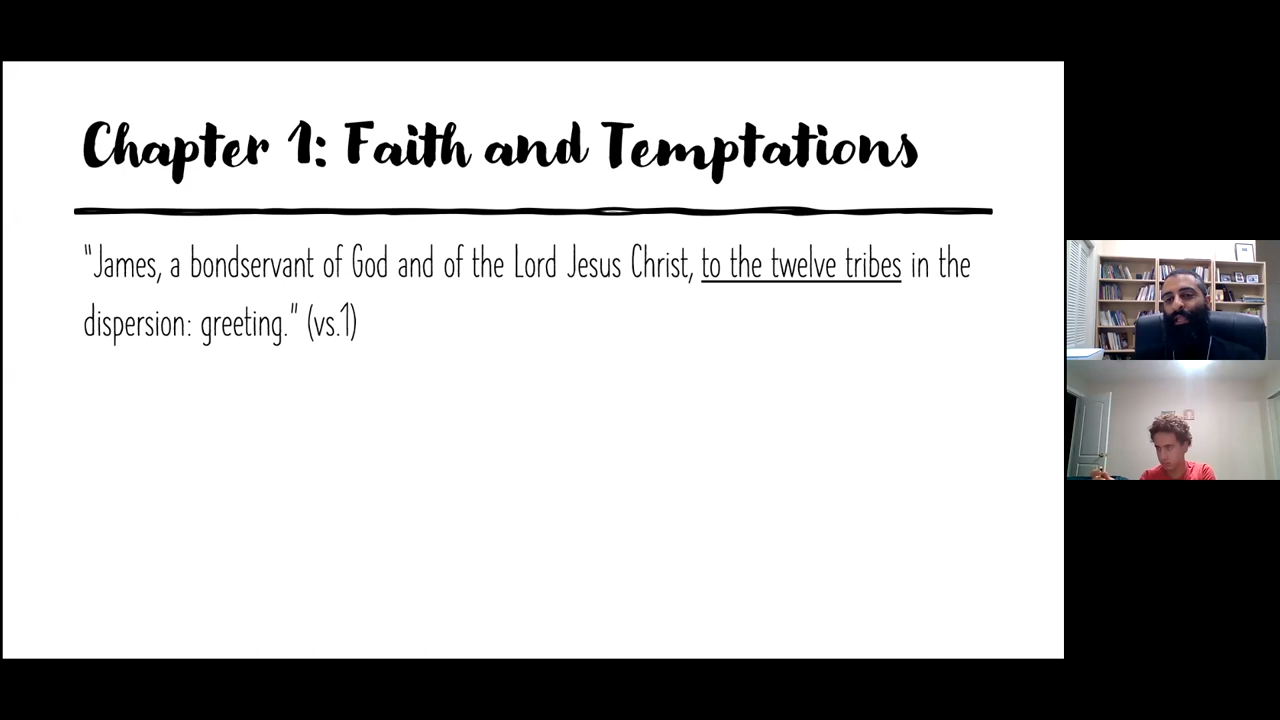 Chapter 1: Faith and Temptations
"James, a bondservant of God and of the Lord Jesus Christ, to the twelve tribes in the
dispersion: greeting." (vs.1)